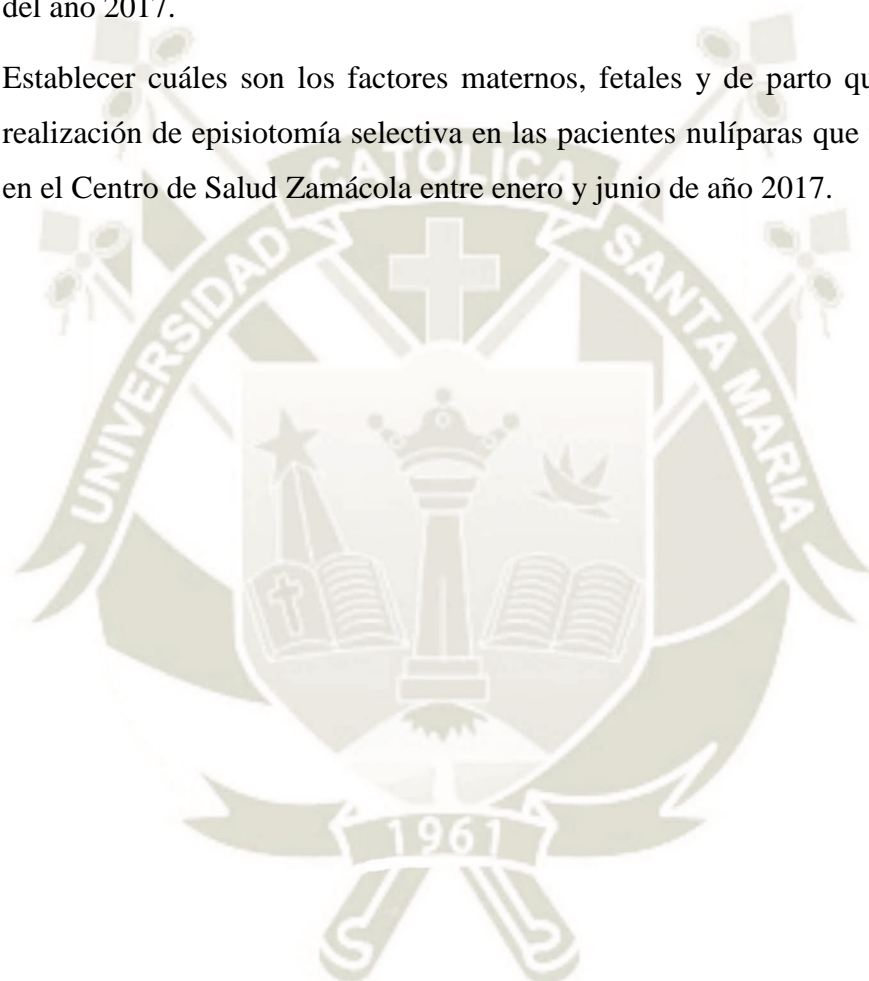 del año 2017.
Establecer cuáles son los factores maternos, fetales y de parto qu
realización de episiotomía selectiva en las pacientes nulíparas que
en el Centro de Salud Zamácola entre enero y junio de año 2017.
CATOLICA
UNIVERSIDAD
SANTA MARIA
1961